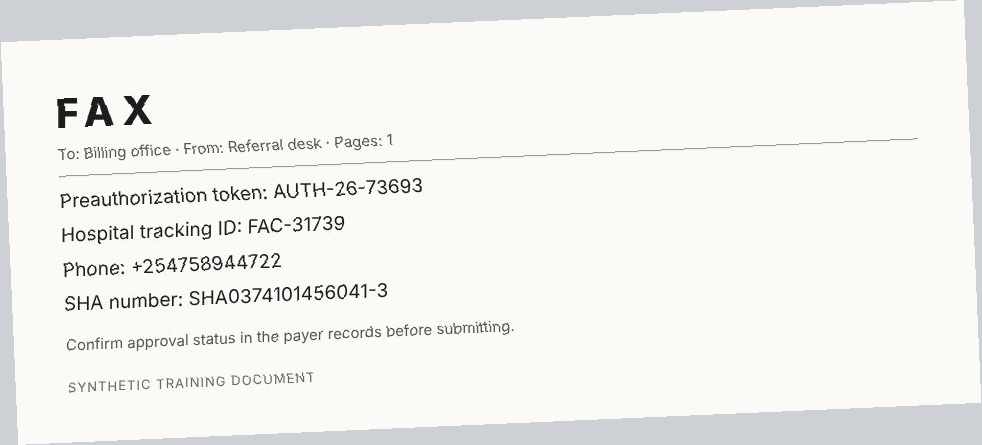 FAX
To: Billing office · From: Referral desk · Pages: 1
Preauthorization token: AUTH-26-73693
Hospital tracking ID: FAC-31739
Phone: +254758944722
SHA number: SHA0374101456041-3
Confirm approval status in the payer records before submitting.
SYNTHETIC TRAINING DOCUMENT